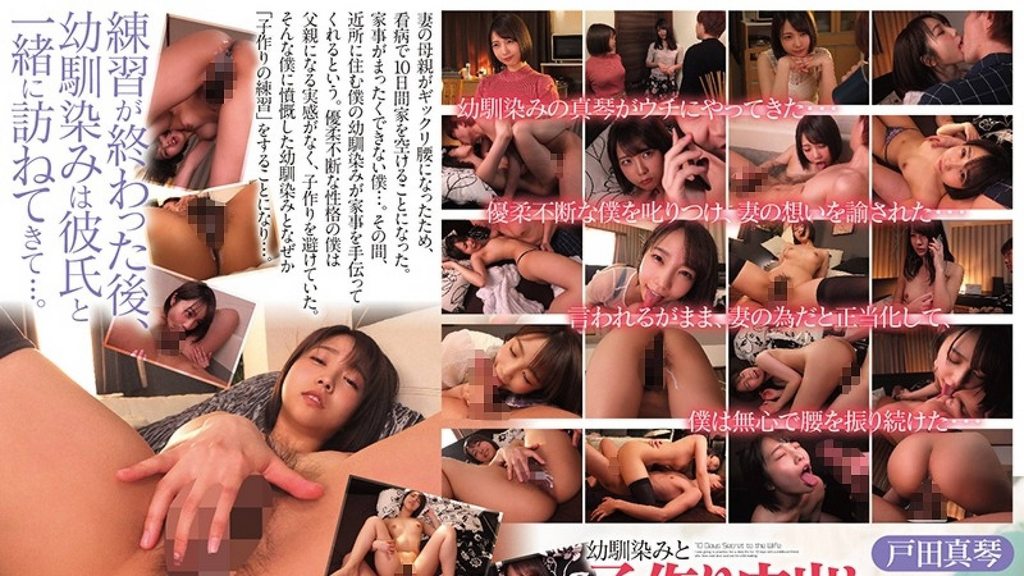 練習が終わった後、
幼馴染みは彼氏と
一緒に訪ねてきて…。
妻の母親がギックリ腰になったため、
看病で10日間家を空けることになった。
家事がまったくできない僕…。その間、
近所に住む僕の幼馴染みが家事を手伝って
くれるという。優柔不断な性格の僕は
父親になる実感がなく、子作りを避けていた。
そんな僕に憤慨した幼馴染みとなぜか
「子作りの練習」をすることになり…。
幼馴染みの真琴がウチにやってきた・・・・
優柔不断な僕を叱りつけ、妻の想いを諭された・・・・
言われるがまま、妻の為だと正当化して、
僕は無心で腰を振り続けた・・・・
幼馴染みと
"10 Days Secret to the Wife
子作り中出し
戸田真琴